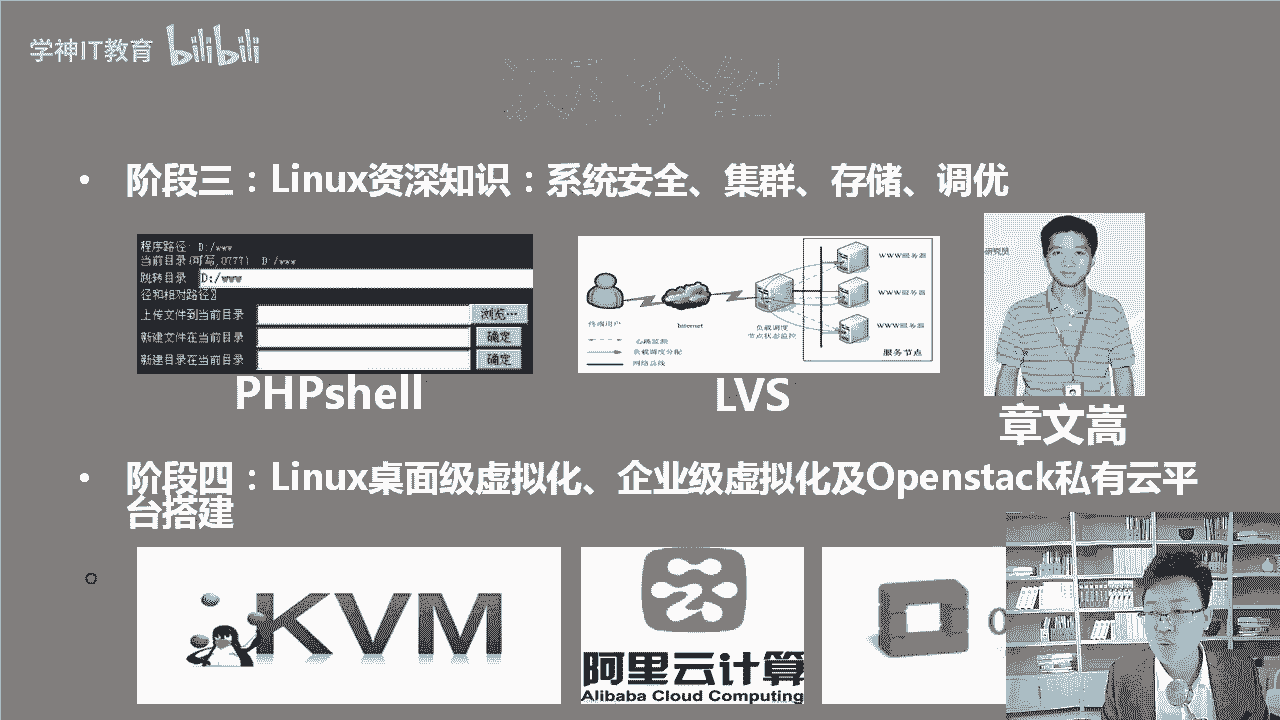 学神IT教育 bilibili
课程介绍
• 阶段三：Linux资深知识：系统安全、集群、存储、调优
程序路径 D:/www
当前目录(可写,0777) D:/www
跳转目录 D:/www
径和相对路径)
上传文件到当前目录 浏览…
新建文件在当前目录 确定
新建目录在当前目录 确定
PHPshell
WWW服务器
WWW服务器
WWW服务器
终端用户 Internet 负载调度
节点状态监控
心跳监测
负载调度分配
网络总线
服务节点
LVS
研究员
章文嵩
• 阶段四：Linux桌面级虚拟化、企业级虚拟化及Openstack私有云平
台搭建
KVM
阿里云计算
Alibaba Cloud Computing